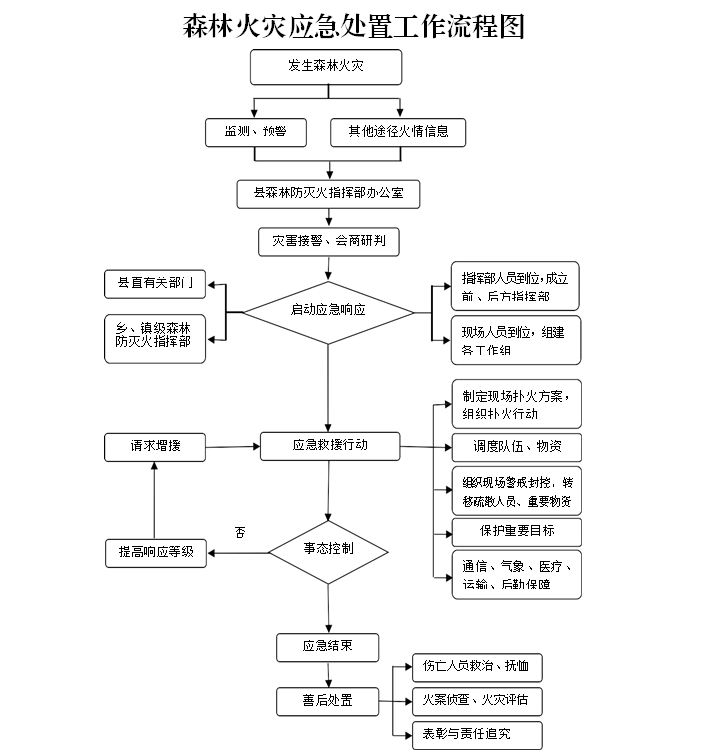 森林火灾应急处置工作流程图
发生森林火灾
监测、预警
其他途径火情信息
县森林防灭火指挥部办公室
灾害接警、会商研判
县直有关部门
启动应急响应
指挥部人员到位，成立
前、后方指挥部
乡、镇级森林
防灭火指挥部
现场人员到位，组建
各工作组
制定现场扑火方案，
组织扑火行动
请求增援
应急救援行动
调度队伍、物资
组织现场警戒封控，转
移疏散人员、重要物资
否
保护重要目标
提高响应等级
事态控制
通信、气象、医疗、
运输、后勤保障
应急结束
伤亡人员救治、抚恤
善后处置
火案侦查、火灾评估
表彰与责任追究